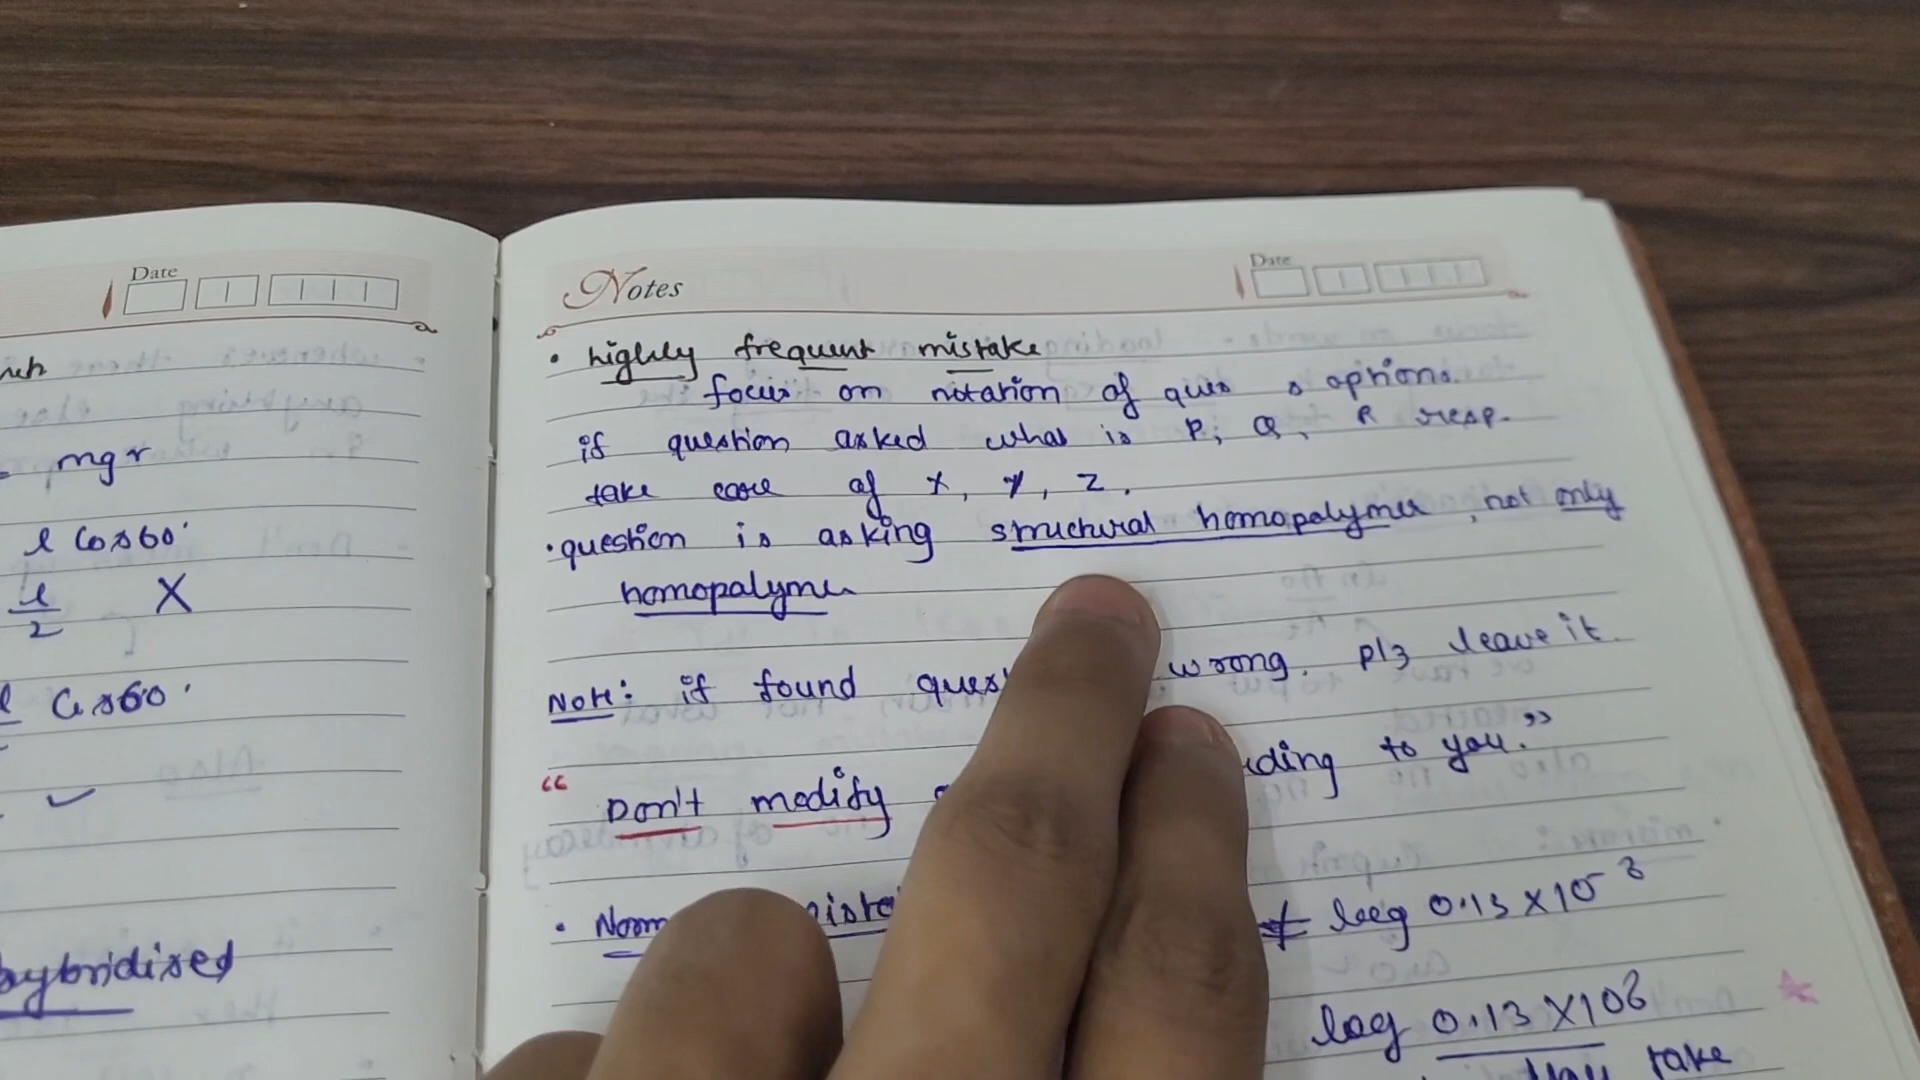 Date
mgr
l Cos60°
l/2 X
Cos60°
hybridised
Notes
Date
• highly frequent mistake
focus on notation of ques & options.
if question asked what is P, Q, R resp.
take care of x, y, z.
• question is asking structural homopolymer, not only
homopolymer
Note: if found wrong. plz leave it
"Don't modify to you."
• ≠ log 0.13 × 10
log 0.13 × 10
take